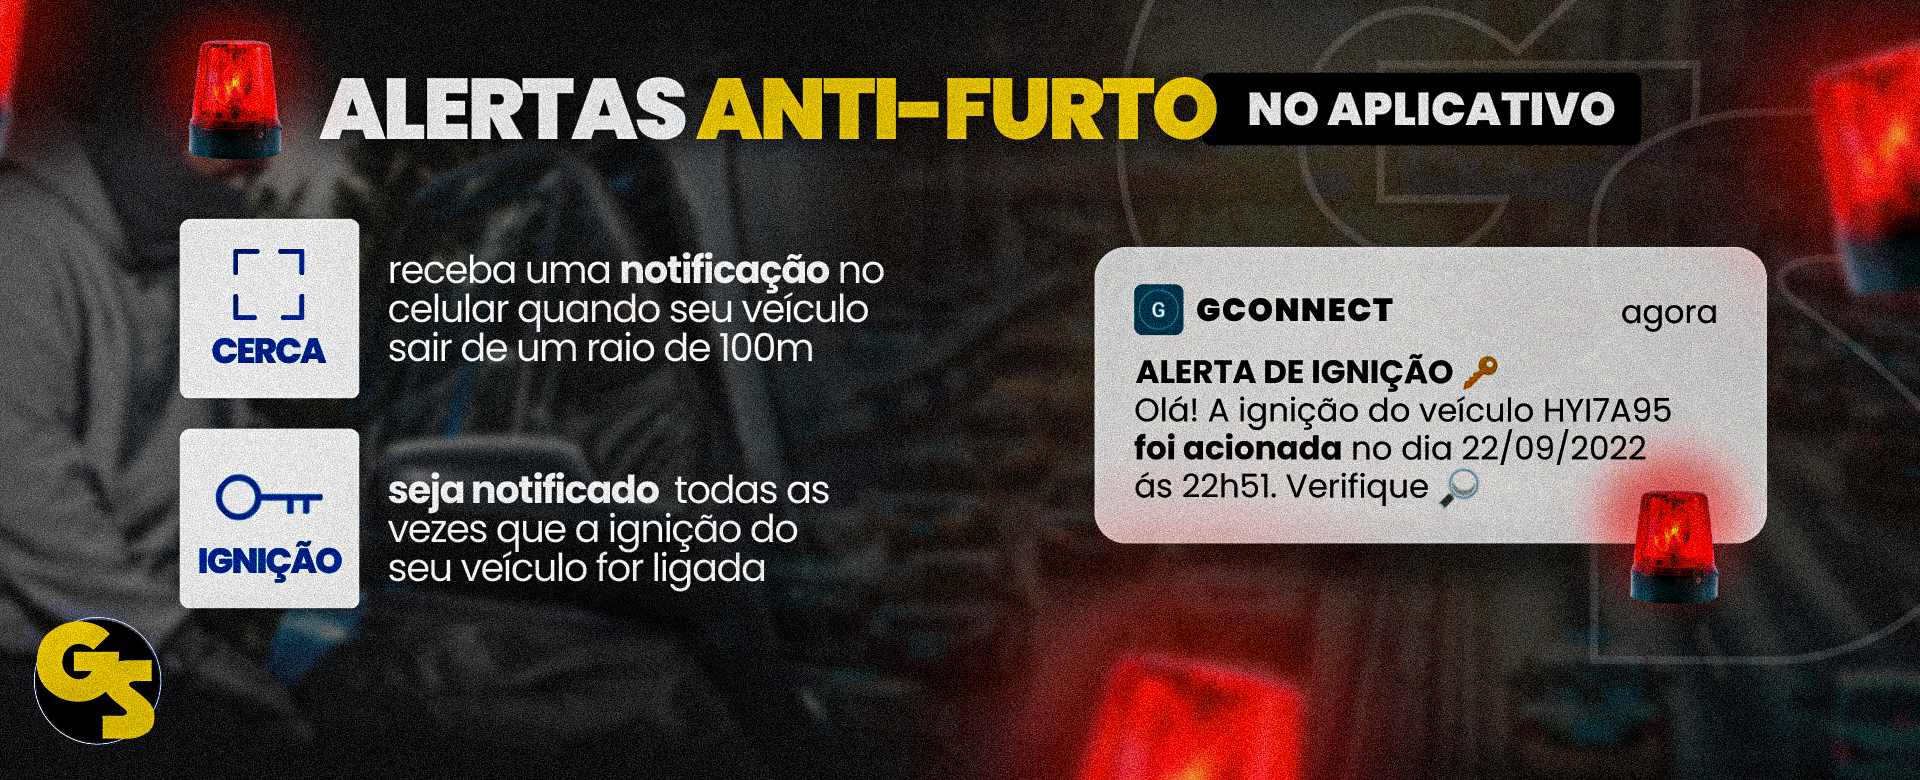 ALERTAS ANTI-FURTO NO APLICATIVO
CERCA
receba uma notificação no
celular quando seu veículo
sair de um raio de 100m
IGNIÇÃO
seja notificado todas as
vezes que a ignição do
seu veículo for ligada
G GCONNECT agora
ALERTA DE IGNIÇÃO 🔑
Olá! A ignição do veículo HYI7A95
foi acionada no dia 22/09/2022
ás 22h51. Verifique 🔎
GS